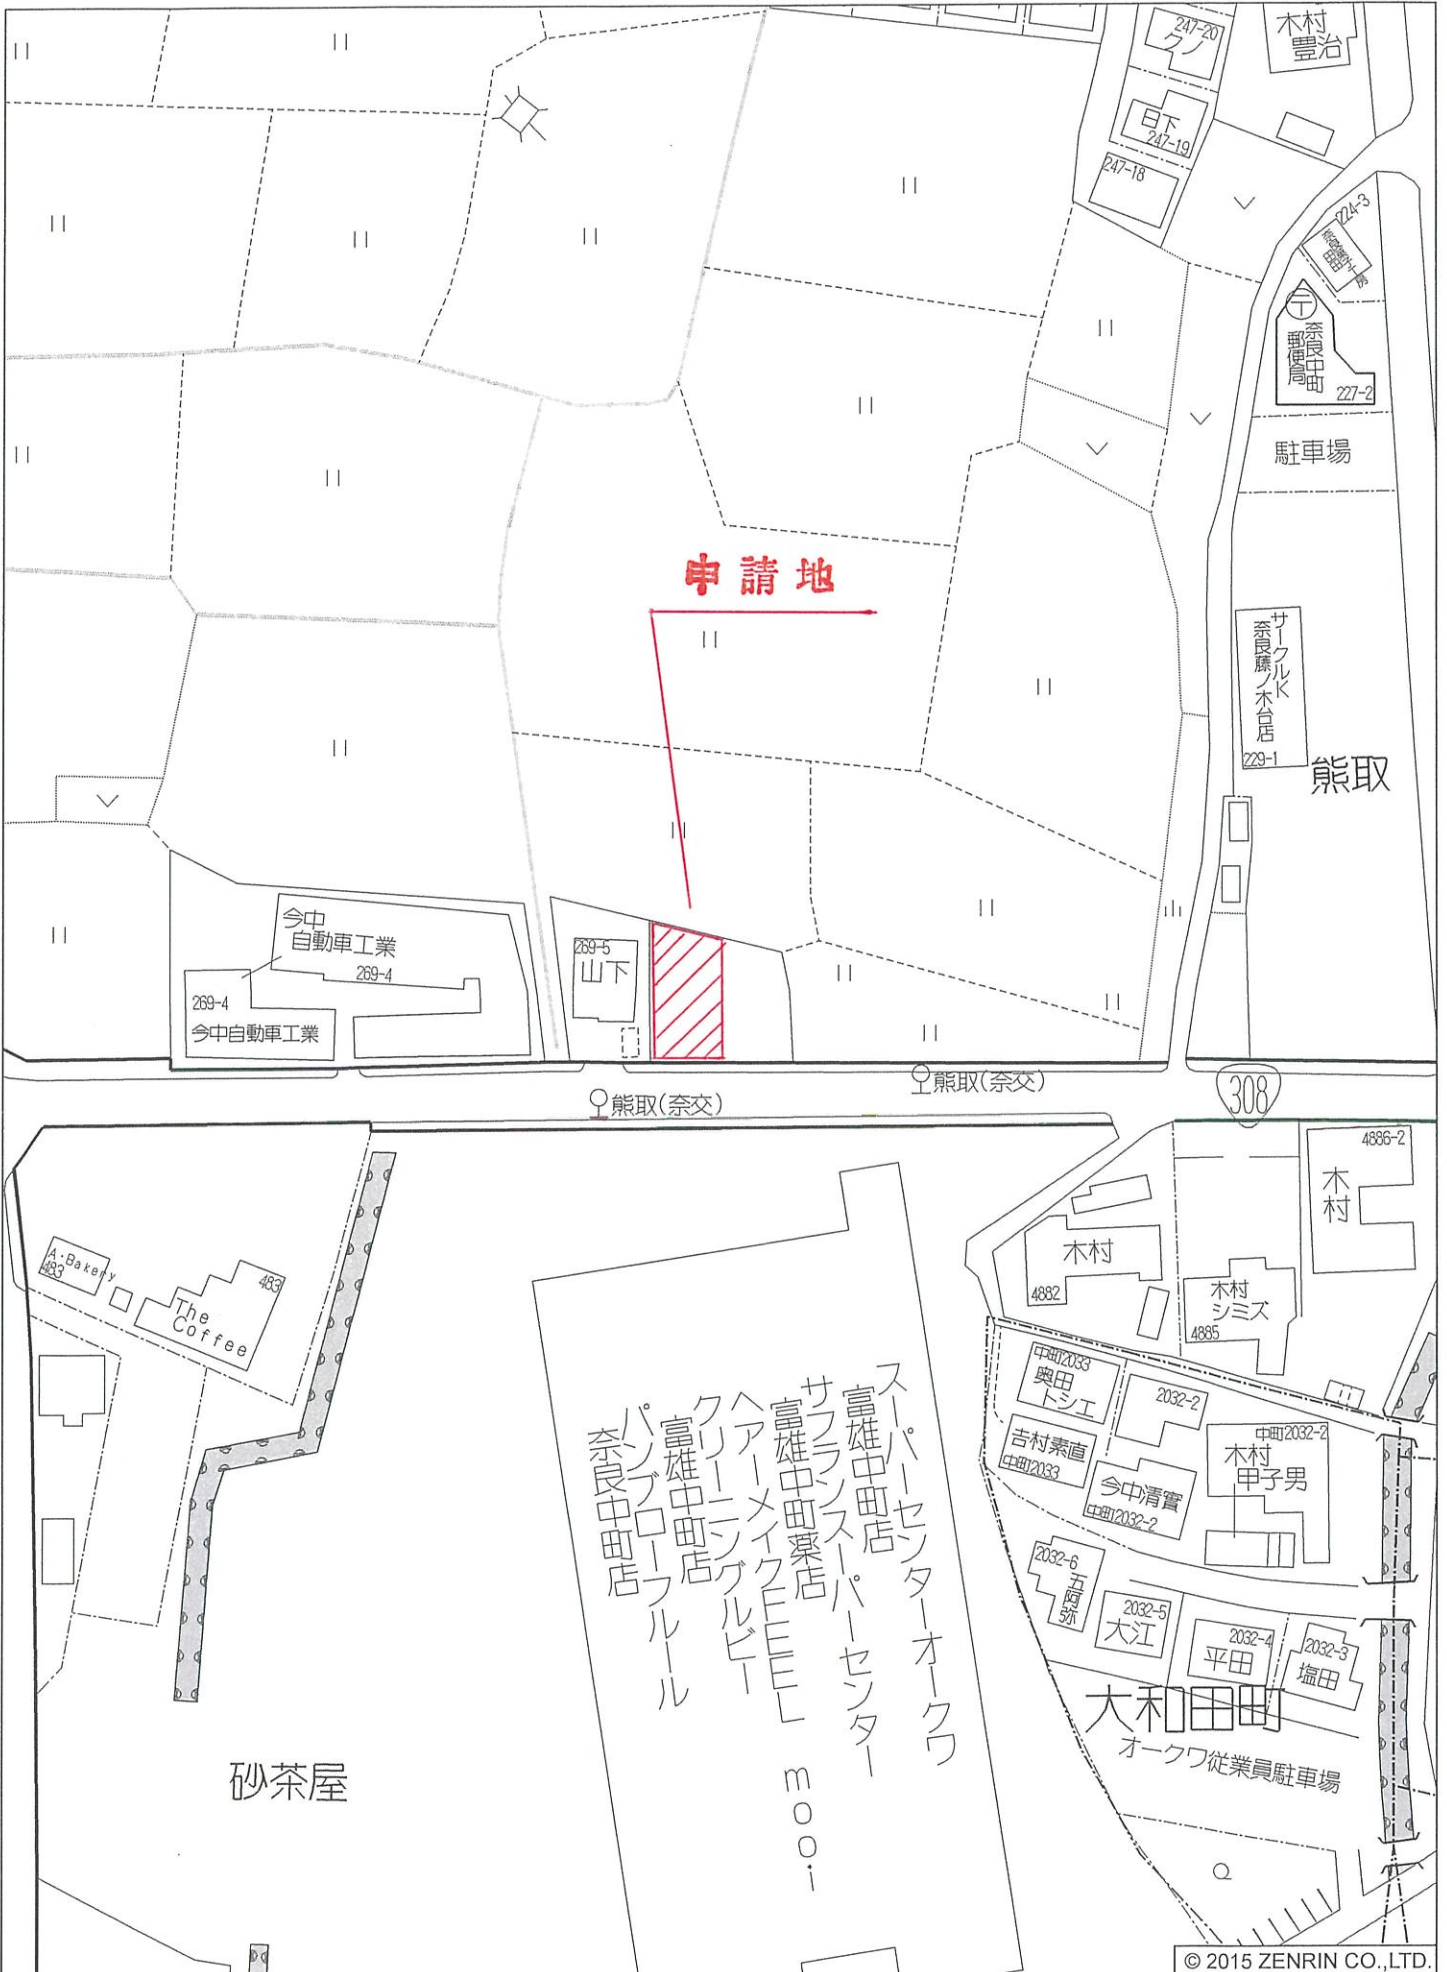 247-20
クノ
木村
豊治
日下
247-19
247-18
224-3
〒
奈良中町
郵便局
227-2
駐車場
申請地
サークルK
奈良藤ノ木台店
229-1
熊取
今中
自動車工業
269-4
269-4
今中自動車工業
269-5
山下
熊取(奈交)
熊取(奈交)
308
4886-2
木村
木村
4882
木村
シミズ
4885
A・Bakery
483
The
Coffee
483
スーパーセンターオークワ
富雄中町店
サフランスーパーセンター
富雄中町薬店
ヘアーメイクFEEEL mooi
クリーニングルビー
富雄中町店
パンブローフルール
奈良中町店
中町2033
奥田
トシエ
2032-2
吉村素直
中町2033
今中清實
中町2032-2
中町2032-2
木村
甲子男
2032-6
五阿弥
2032-5
大江
2032-4
平田
2032-3
塩田
大和田町
オークワ従業員駐車場
砂茶屋
© 2015 ZENRIN CO.,LTD.